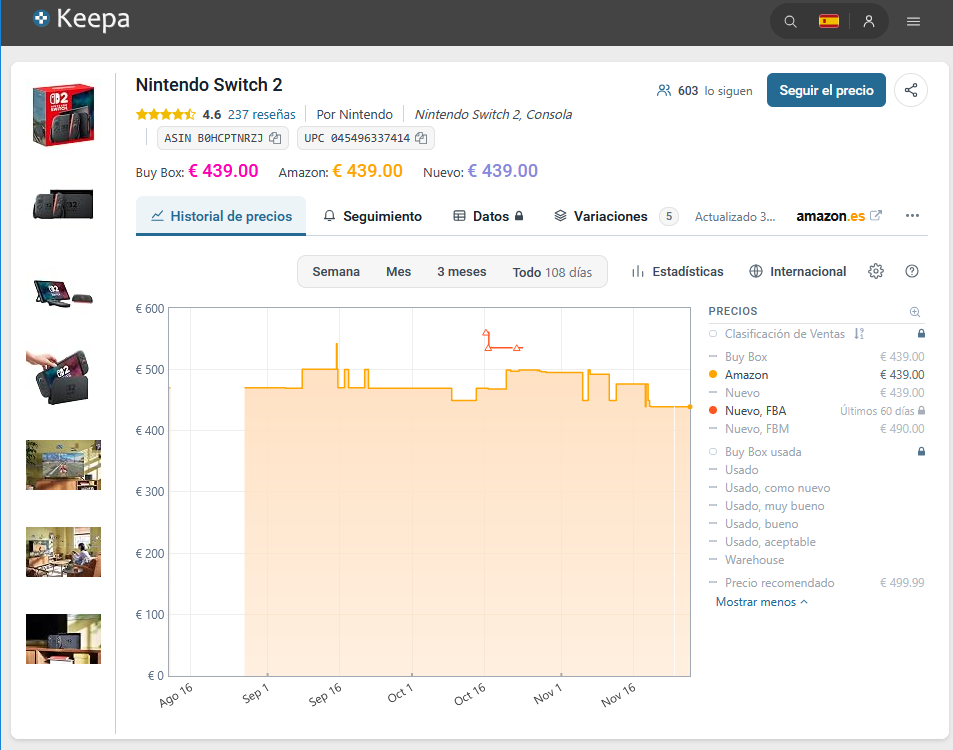 Keepa
Nintendo Switch 2
4.6 237 reseñas Por Nintendo Nintendo Switch 2, Consola
603 lo siguen Seguir el precio
ASIN B0HCPTNRZJ UPC 045496337414
Buy Box: € 439.00 Amazon: € 439.00 Nuevo: € 439.00
Historial de precios Seguimiento Datos Variaciones 5 Actualizado 3... amazon.es
Semana Mes 3 meses Todo 108 días Estadísticas Internacional
€ 600
€ 500
€ 400
€ 300
€ 200
€ 100
€ 0
Ago 16 Sep 1 Sep 16 Oct 1 Oct 16 Nov 1 Nov 16
PRECIOS
Clasificación de Ventas
Buy Box € 439.00
Amazon € 439.00
Nuevo € 439.00
Nuevo, FBA Últimos 60 días
Nuevo, FBM € 490.00
Buy Box usada
Usado
Usado, como nuevo
Usado, muy bueno
Usado, bueno
Usado, aceptable
Warehouse
Precio recomendado € 499.99
Mostrar menos